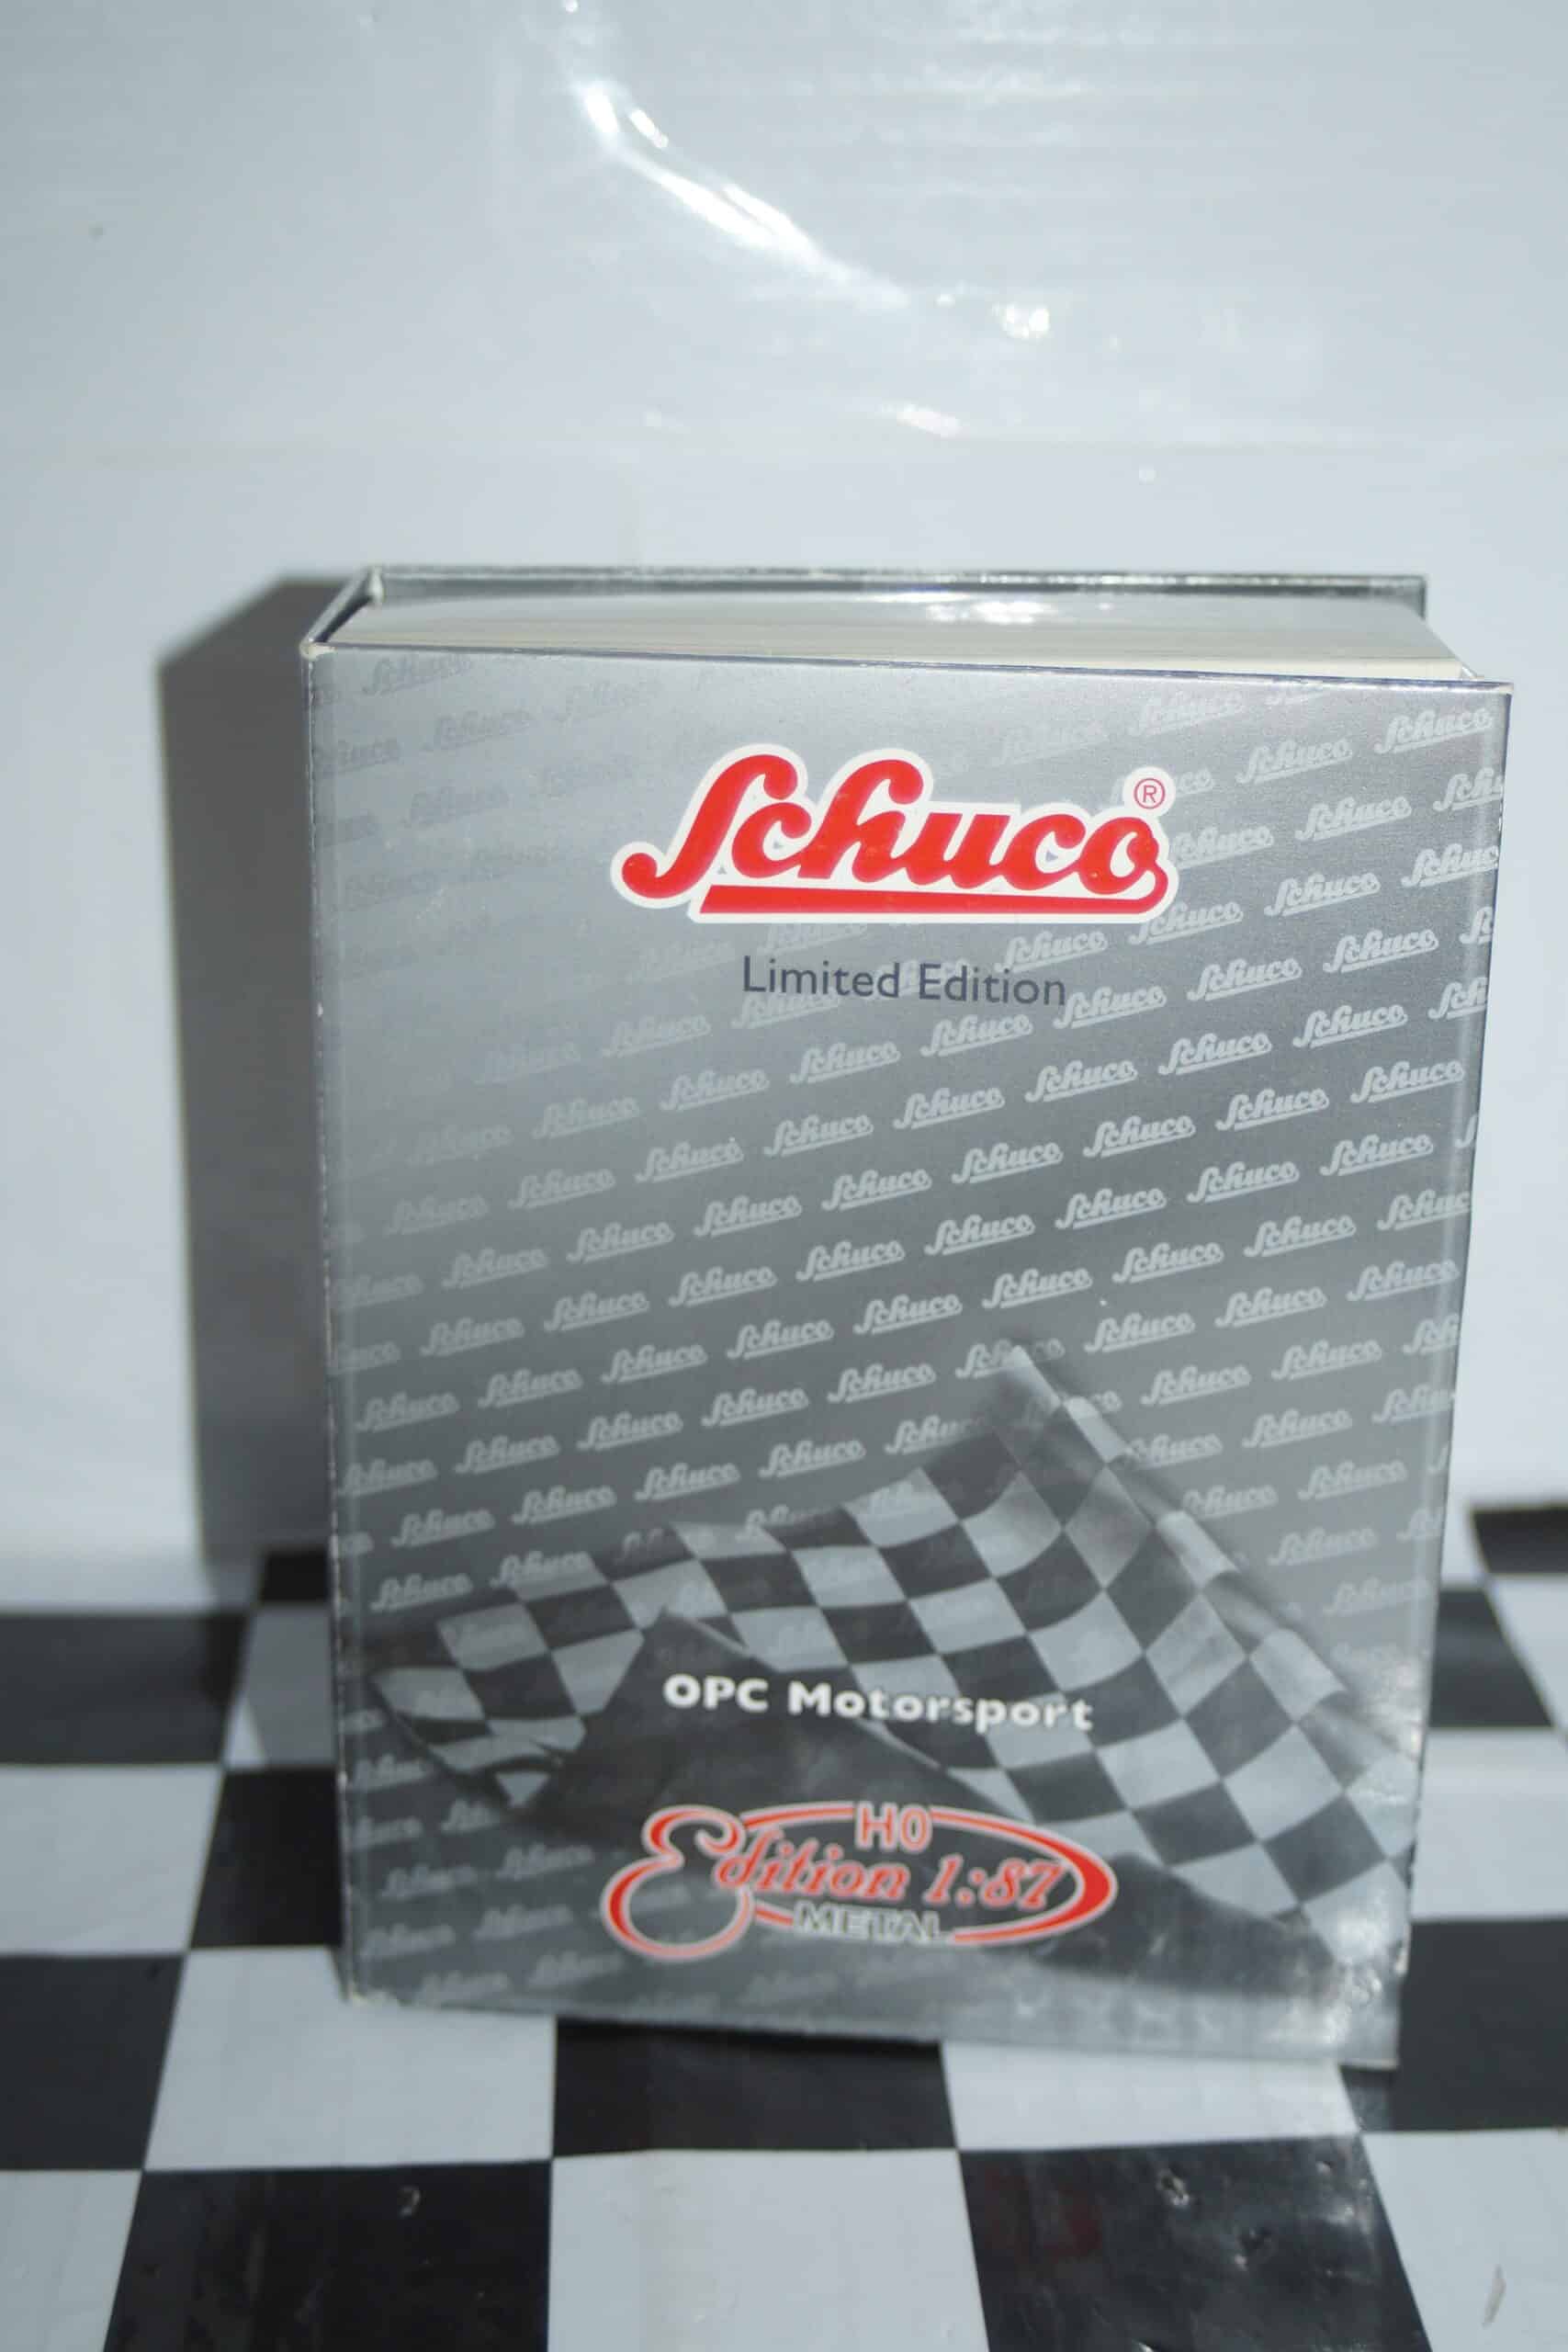 Schuco®
Limited Edition
OPC Motorsport
H0
Edition 1:87
METAL